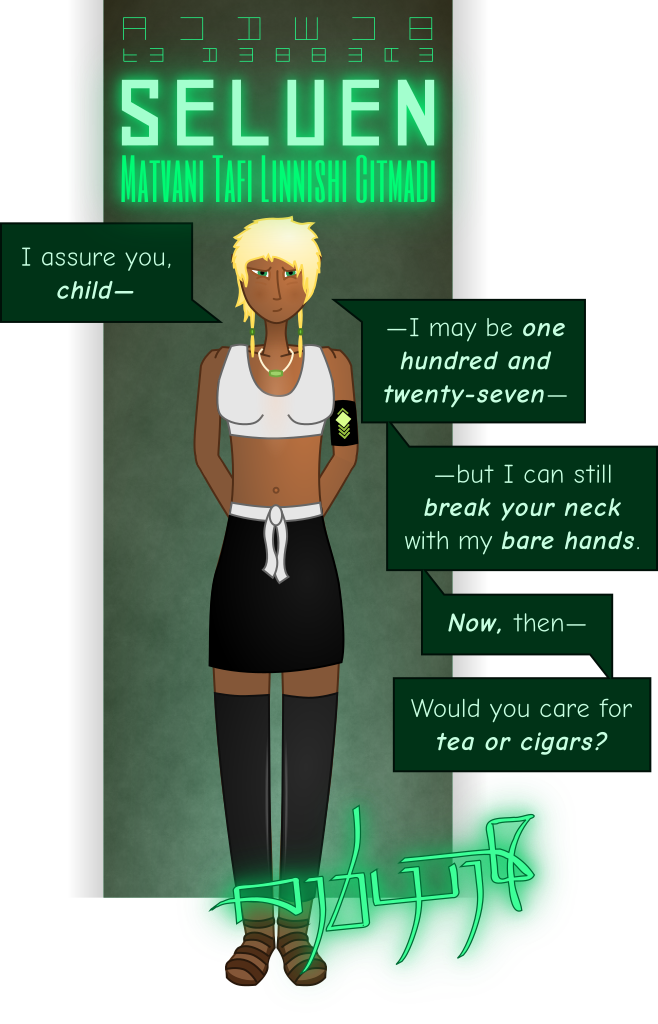 SELUEN
MATVANI TAFI LINNISHI CITMADI
I assure you,
child—
—I may be one
hundred and
twenty-seven—
—but I can still
break your neck
with my bare hands.
Now, then—
Would you care for
tea or cigars?